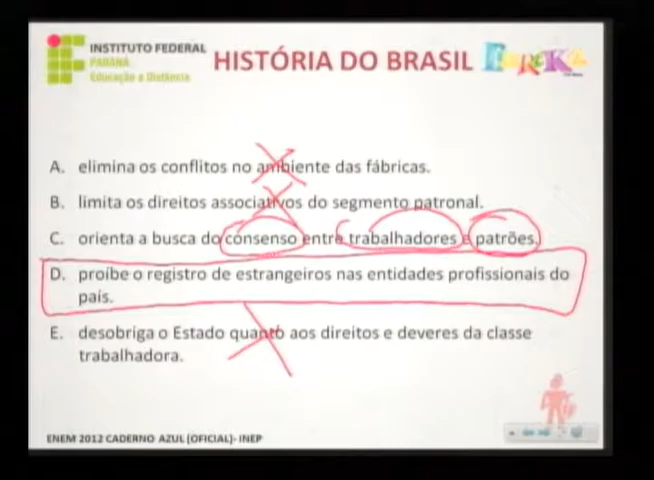 INSTITUTO FEDERAL
PARANÁ
Educação a Distância
HISTÓRIA DO BRASIL
EUREKA
A. elimina os conflitos no ambiente das fábricas.
B. limita os direitos associativos do segmento patronal.
C. orienta a busca do consenso entre trabalhadores e patrões.
D. proíbe o registro de estrangeiros nas entidades profissionais do
país.
E. desobriga o Estado quanto aos direitos e deveres da classe
trabalhadora.
ENEM 2012 CADERNO AZUL (OFICIAL)- INEP